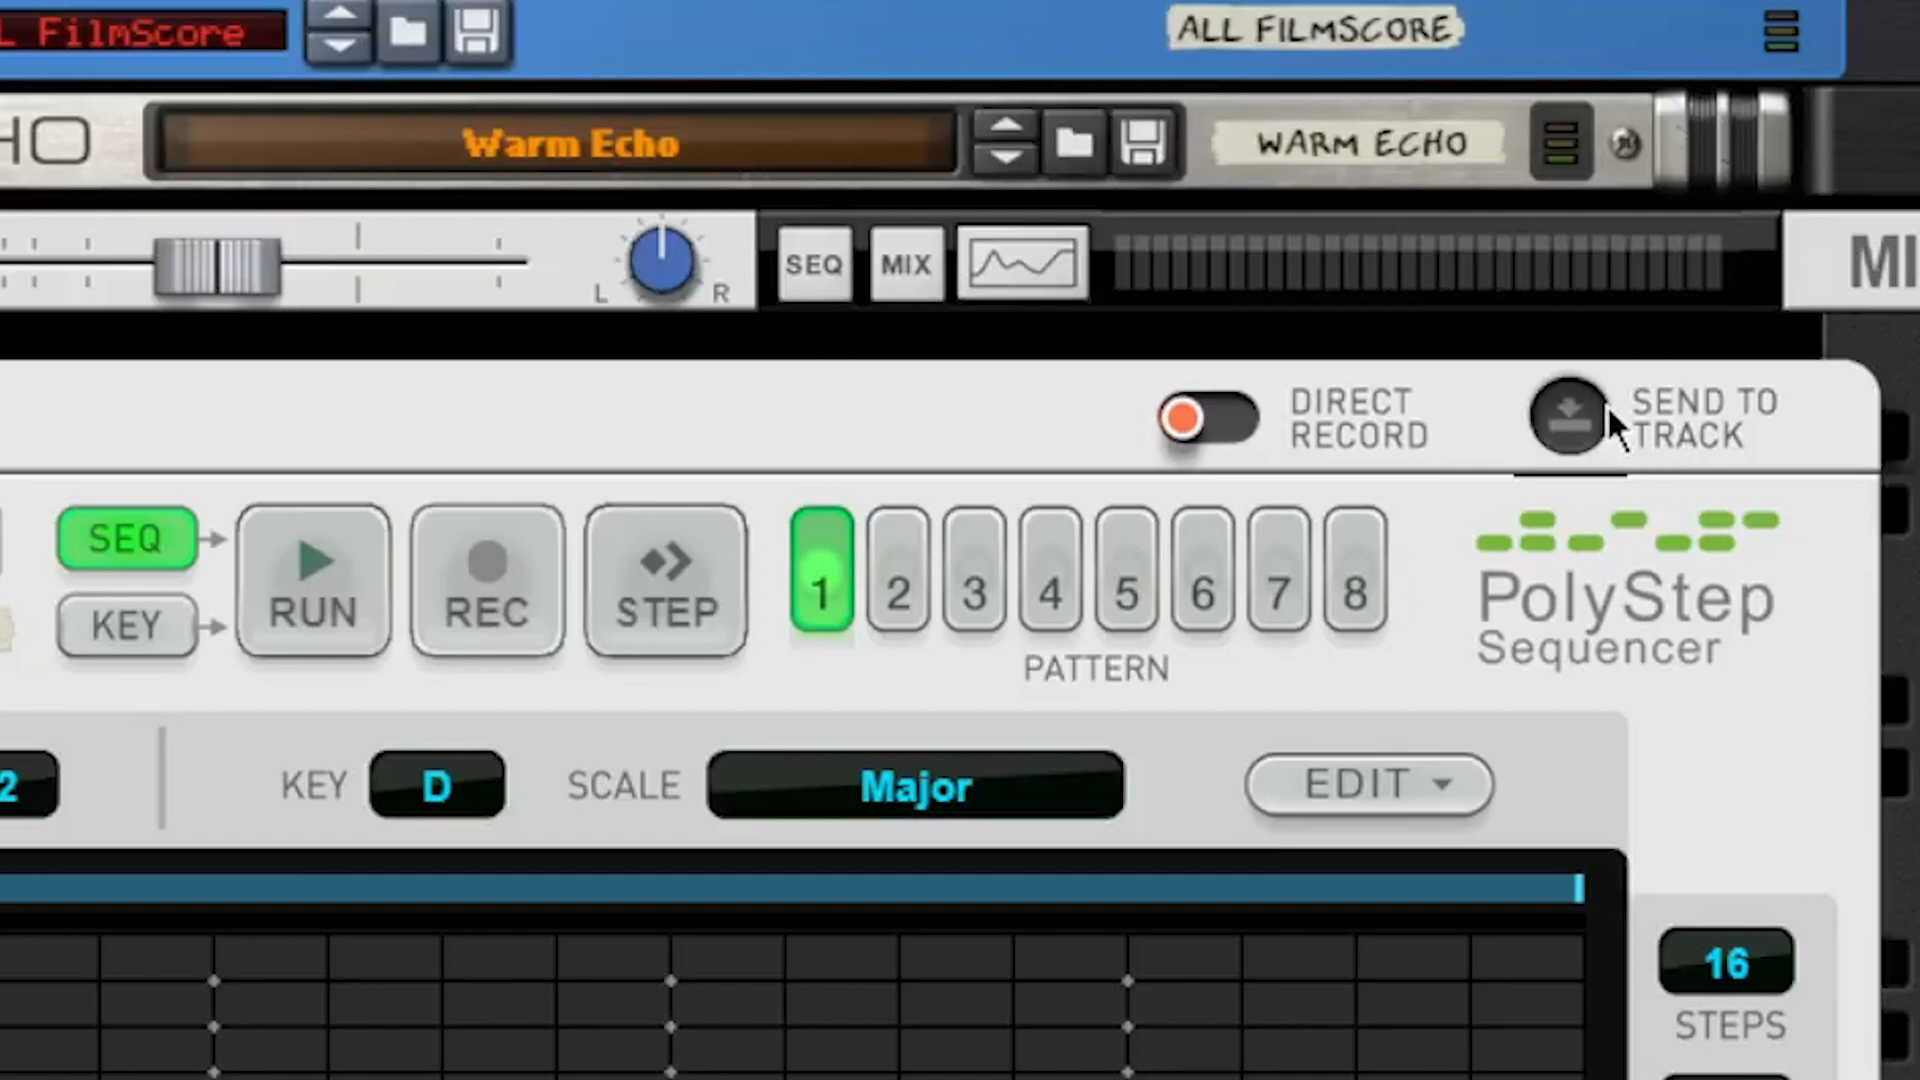 L FilmScore
ALL FILMSCORE
HO
Warm Echo
WARM ECHO
L
R
SEQ
MIX
MI
DIRECT
RECORD
SEND TO
TRACK
SEQ
KEY
RUN
REC
STEP
1 2 3 4 5 6 7 8
PATTERN
PolyStep
Sequencer
2
KEY
D
SCALE
Major
EDIT
16
STEPS